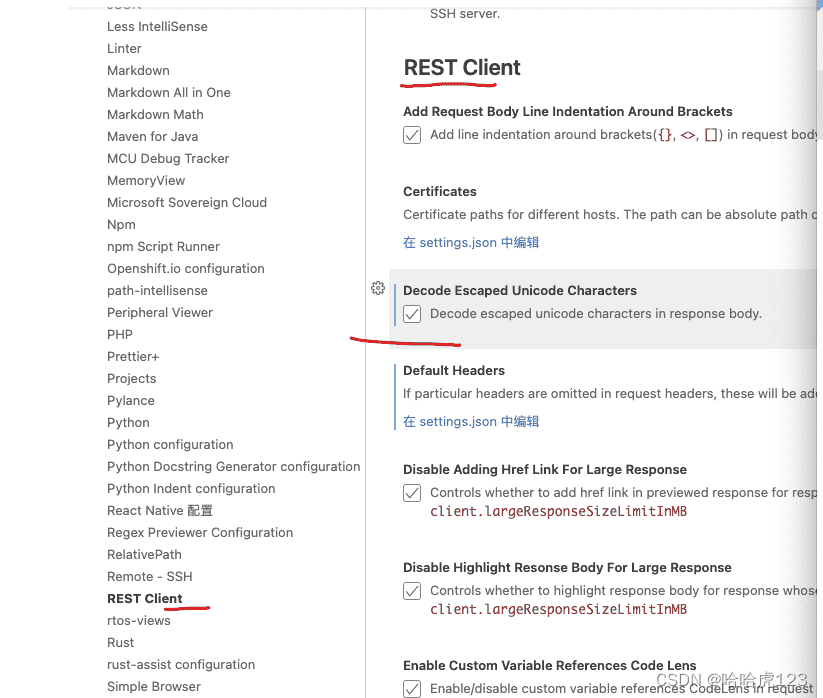 Less IntelliSense
Linter
Markdown
Markdown All in One
Markdown Math
Maven for Java
MCU Debug Tracker
MemoryView
Microsoft Sovereign Cloud
Npm
npm Script Runner
Openshift.io configuration
path-intellisense
Peripheral Viewer
PHP
Prettier+
Projects
Pylance
Python
Python configuration
Python Docstring Generator configuration
Python Indent configuration
React Native 配置
Regex Previewer Configuration
RelativePath
Remote - SSH
REST Client
rtos-views
Rust
rust-assist configuration
Simple Browser
SSH server.
REST Client
Add Request Body Line Indentation Around Brackets
Add line indentation around brackets({}, <>, []) in request body
Certificates
Certificate paths for different hosts. The path can be absolute path
在 settings.json 中编辑
Decode Escaped Unicode Characters
Decode escaped unicode characters in response body.
Default Headers
If particular headers are omitted in request headers, these will be
在 settings.json 中编辑
Disable Adding Href Link For Large Response
Controls whether to add href link in previewed response for
client.largeResponseSizeLimitInMB
Disable Highlight Resonse Body For Large Response
Controls whether to highlight response body for response whose
client.largeResponseSizeLimitInMB
Enable Custom Variable References Code Lens
Enable/disable custom variable references CodeLens in request
CSDN @哈哈虎123